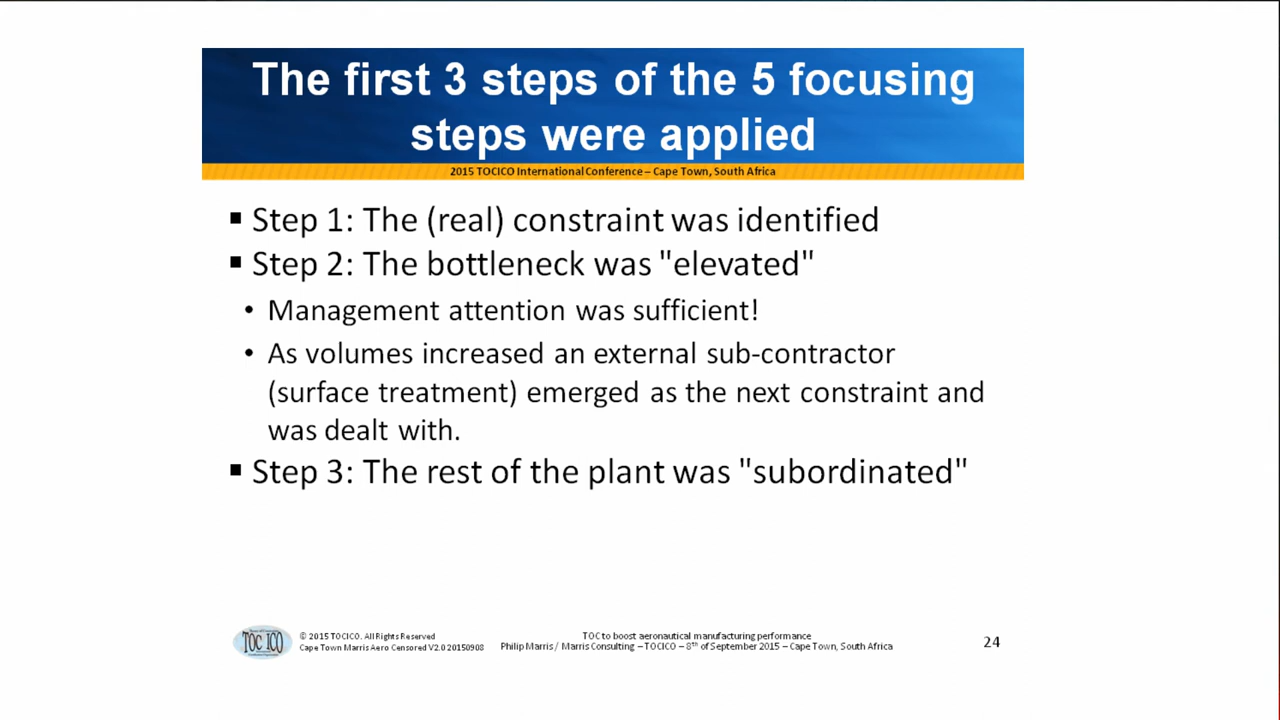 The first 3 steps of the 5 focusing
steps were applied
2015 TOCICO International Conference – Cape Town, South Africa
▪ Step 1: The (real) constraint was identified
▪ Step 2: The bottleneck was "elevated"
• Management attention was sufficient!
• As volumes increased an external sub-contractor
(surface treatment) emerged as the next constraint and
was dealt with.
▪ Step 3: The rest of the plant was "subordinated"
TOC ICO
© 2015 TOCICO. All Rights Reserved
Cape Town Marris Aero Censored V2.0 20150908
TOC to boost aeronautical manufacturing performance
Philip Marris / Marris Consulting – TOCICO – 8th of September 2015 – Cape Town, South Africa
24